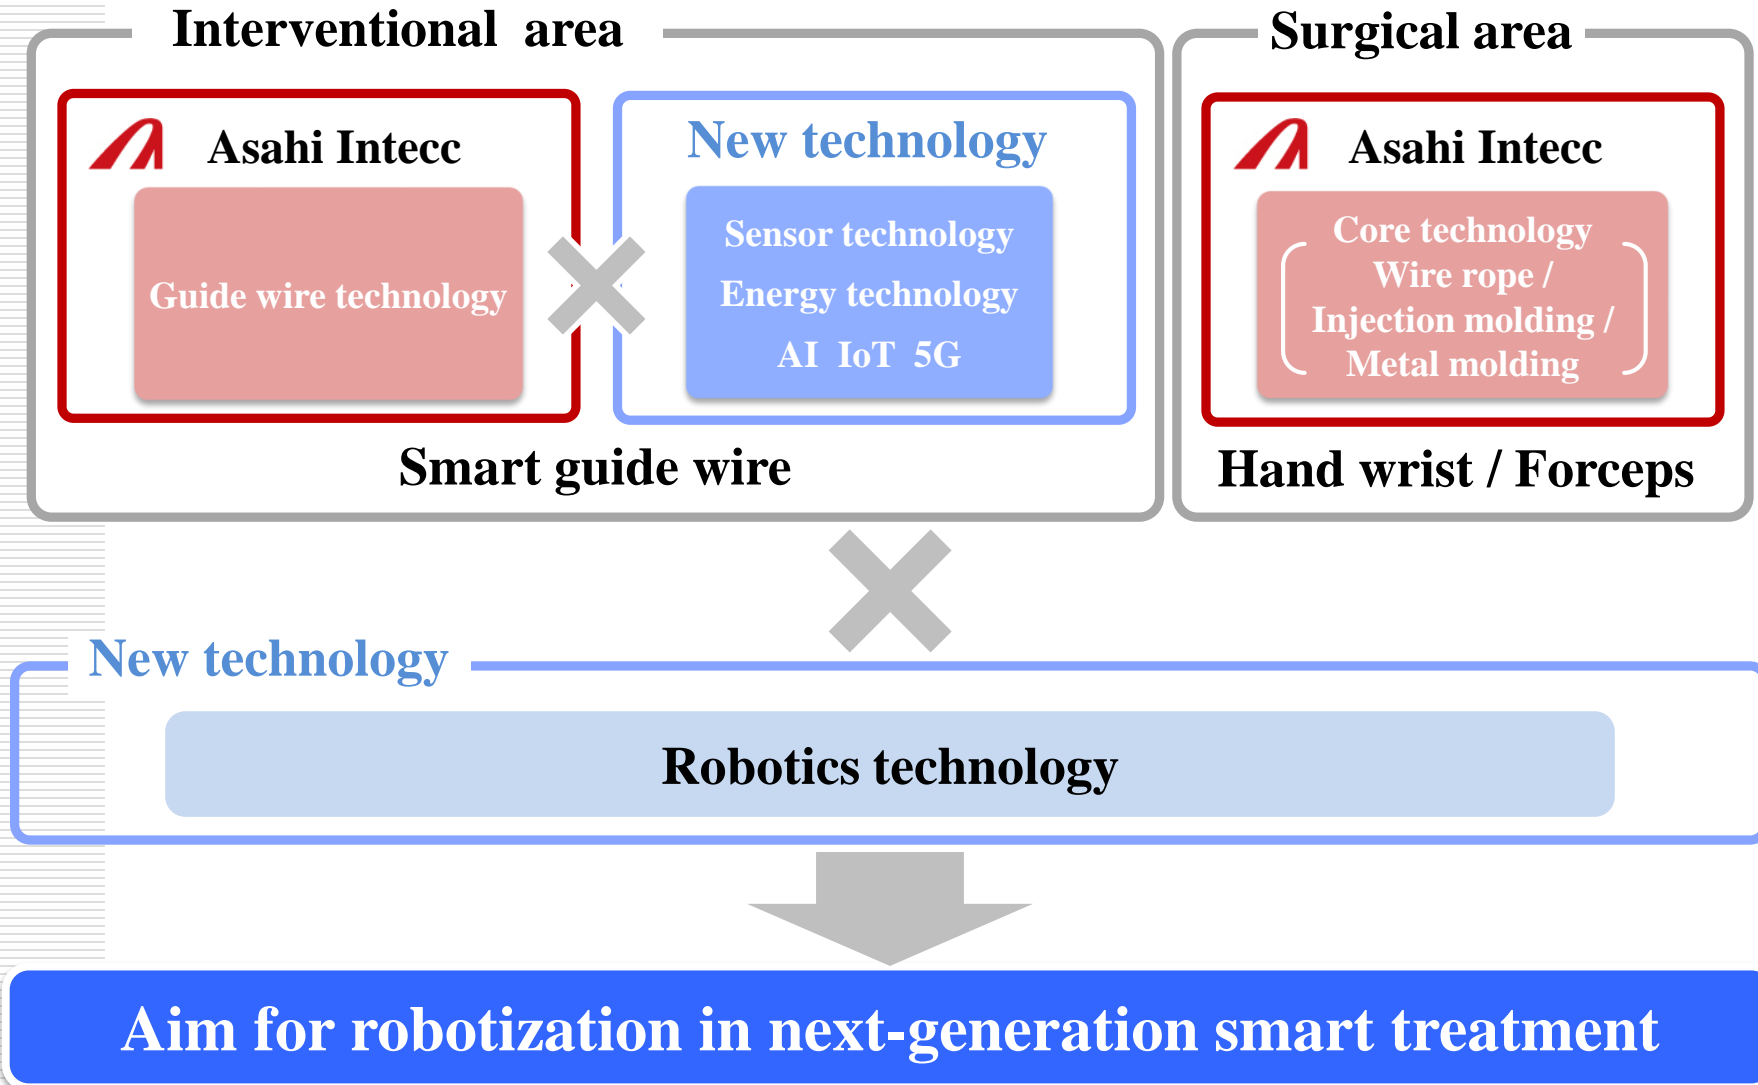 Interventional area
Asahi Intecc
Guide wire technology
New technology
Sensor technology
Energy technology
AI IoT 5G
Smart guide wire
Surgical area
Asahi Intecc
Core technology
Wire rope /
Injection molding /
Metal molding
Hand wrist / Forceps
New technology
Robotics technology
Aim for robotization in next-generation smart treatment